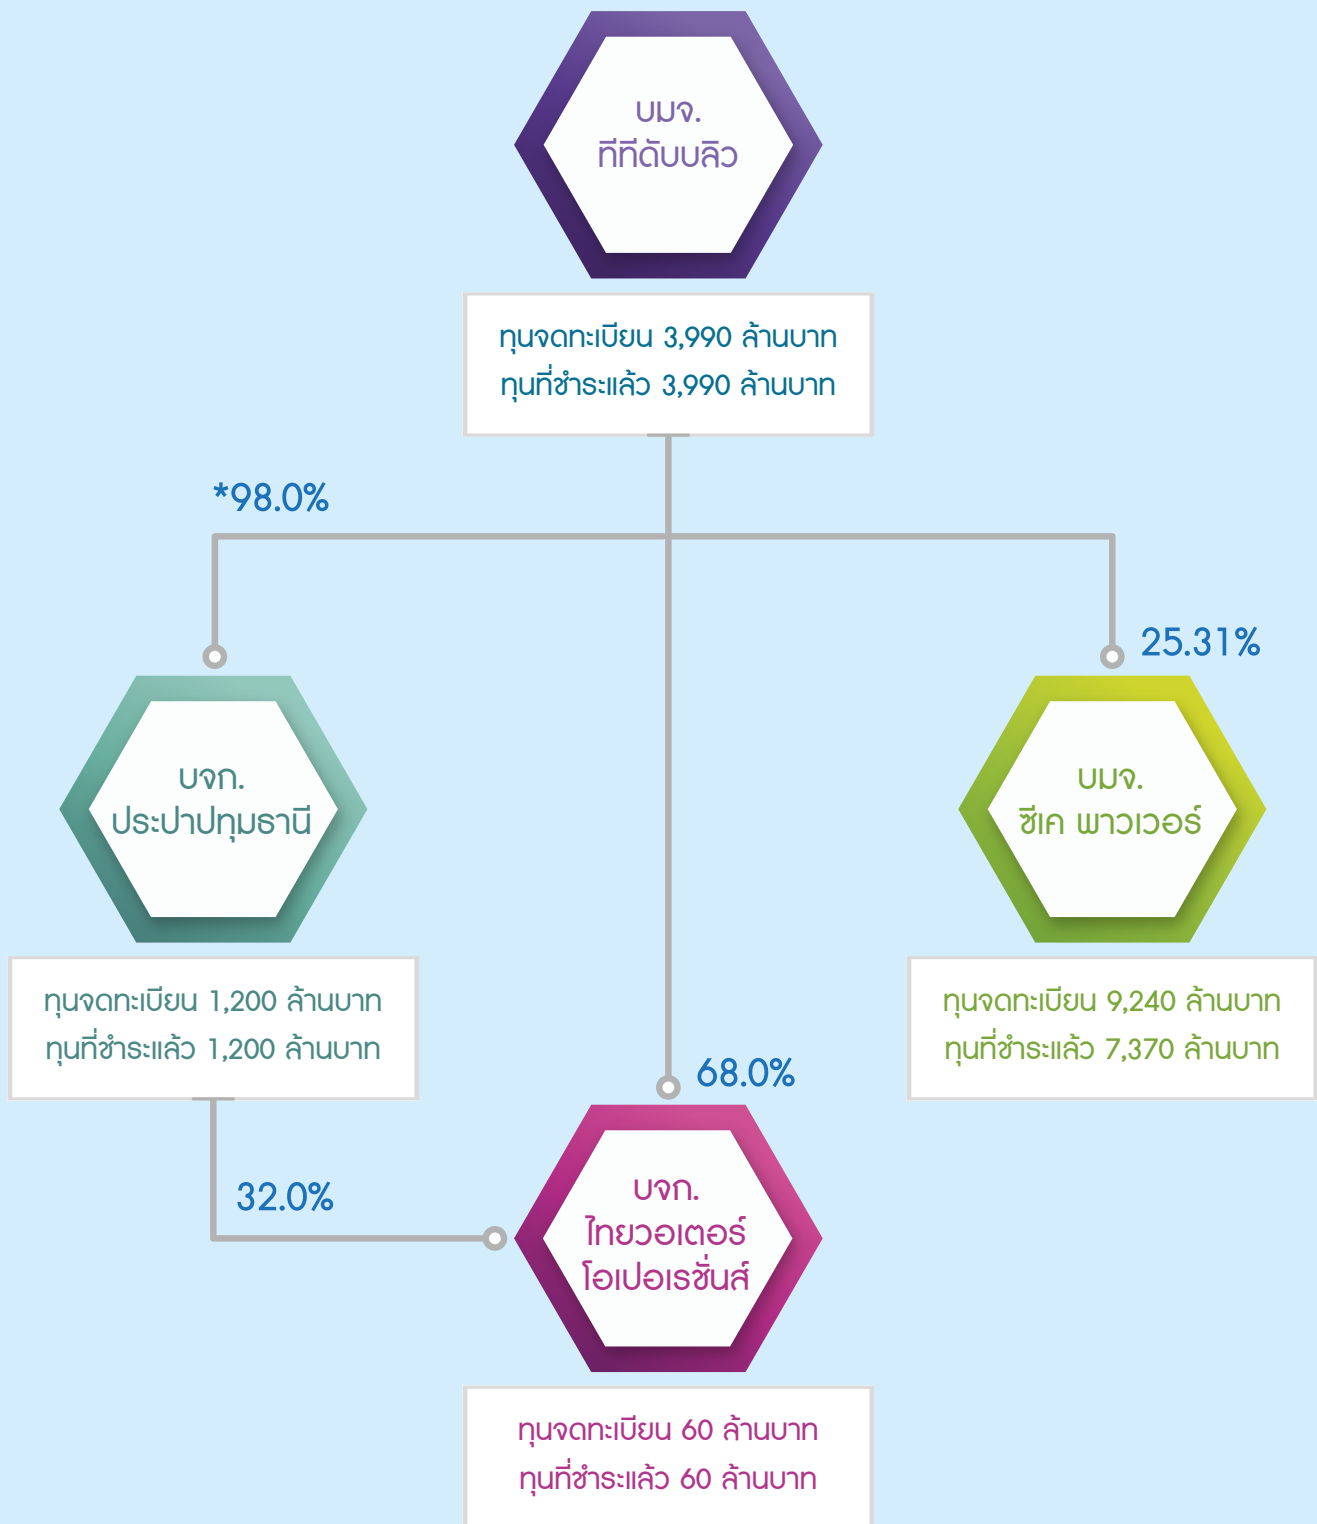 บมจ.
ทีทีดับบลิว
ทุนจดทะเบียน 3,990 ล้านบาท
ทุนที่ชำระแล้ว 3,990 ล้านบาท
*98.0%
25.31%
บจก.
ประปาปทุมธานี
บมจ.
ซีเค พาวเวอร์
ทุนจดทะเบียน 1,200 ล้านบาท
ทุนที่ชำระแล้ว 1,200 ล้านบาท
ทุนจดทะเบียน 9,240 ล้านบาท
ทุนที่ชำระแล้ว 7,370 ล้านบาท
68.0%
32.0%
บจก.
ไทยวอเตอร์
โอเปอเรชั่นส์
ทุนจดทะเบียน 60 ล้านบาท
ทุนที่ชำระแล้ว 60 ล้านบาท